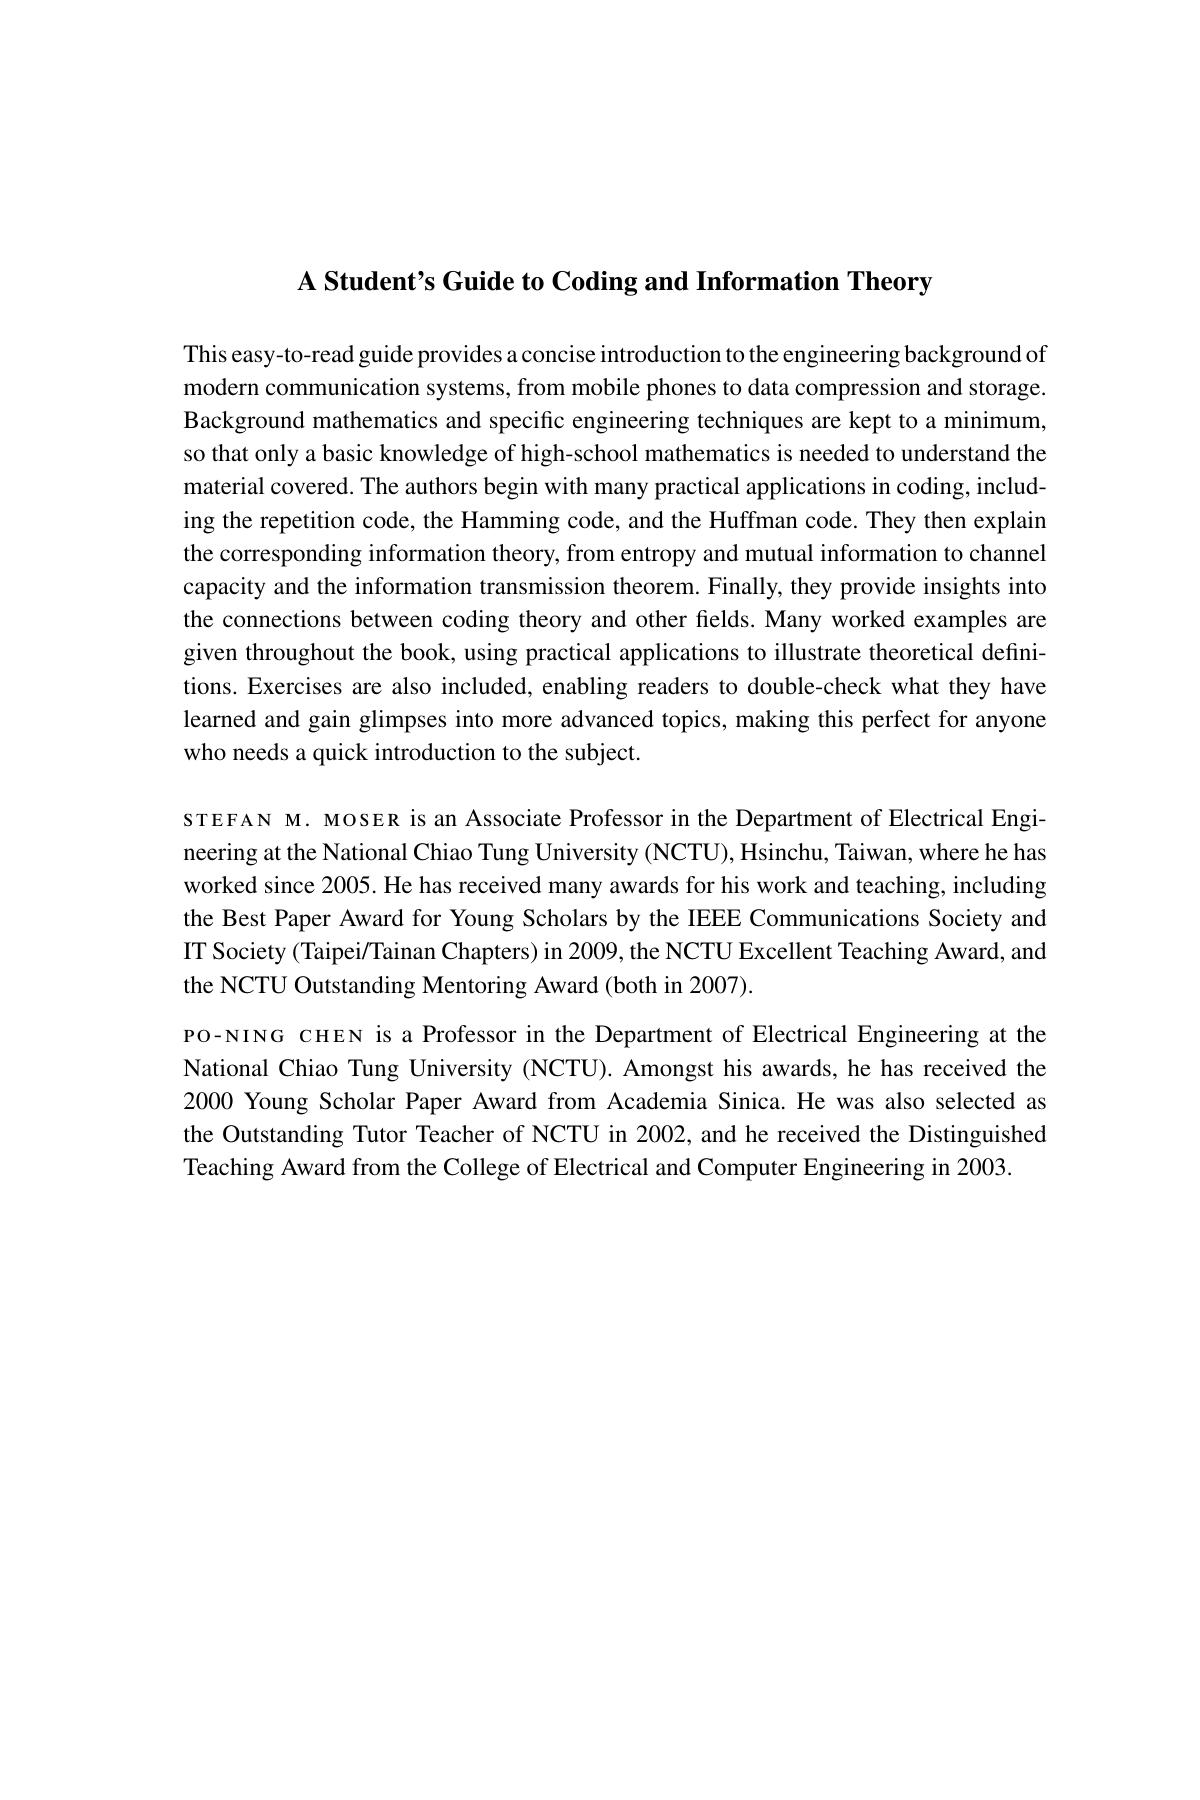 A Student’s Guide to Coding and Information Theory
This easy-to-read guide provides a concise introduction to the engineering background of
modern communication systems, from mobile phones to data compression and storage.
Background mathematics and specific engineering techniques are kept to a minimum,
so that only a basic knowledge of high-school mathematics is needed to understand the
material covered. The authors begin with many practical applications in coding, includ-
ing the repetition code, the Hamming code, and the Huffman code. They then explain
the corresponding information theory, from entropy and mutual information to channel
capacity and the information transmission theorem. Finally, they provide insights into
the connections between coding theory and other fields. Many worked examples are
given throughout the book, using practical applications to illustrate theoretical defini-
tions. Exercises are also included, enabling readers to double-check what they have
learned and gain glimpses into more advanced topics, making this perfect for anyone
who needs a quick introduction to the subject.
STEFAN M. MOSER is an Associate Professor in the Department of Electrical Engi-
neering at the National Chiao Tung University (NCTU), Hsinchu, Taiwan, where he has
worked since 2005. He has received many awards for his work and teaching, including
the Best Paper Award for Young Scholars by the IEEE Communications Society and
IT Society (Taipei/Tainan Chapters) in 2009, the NCTU Excellent Teaching Award, and
the NCTU Outstanding Mentoring Award (both in 2007).
PO-NING CHEN is a Professor in the Department of Electrical Engineering at the
National Chiao Tung University (NCTU). Amongst his awards, he has received the
2000 Young Scholar Paper Award from Academia Sinica. He was also selected as
the Outstanding Tutor Teacher of NCTU in 2002, and he received the Distinguished
Teaching Award from the College of Electrical and Computer Engineering in 2003.